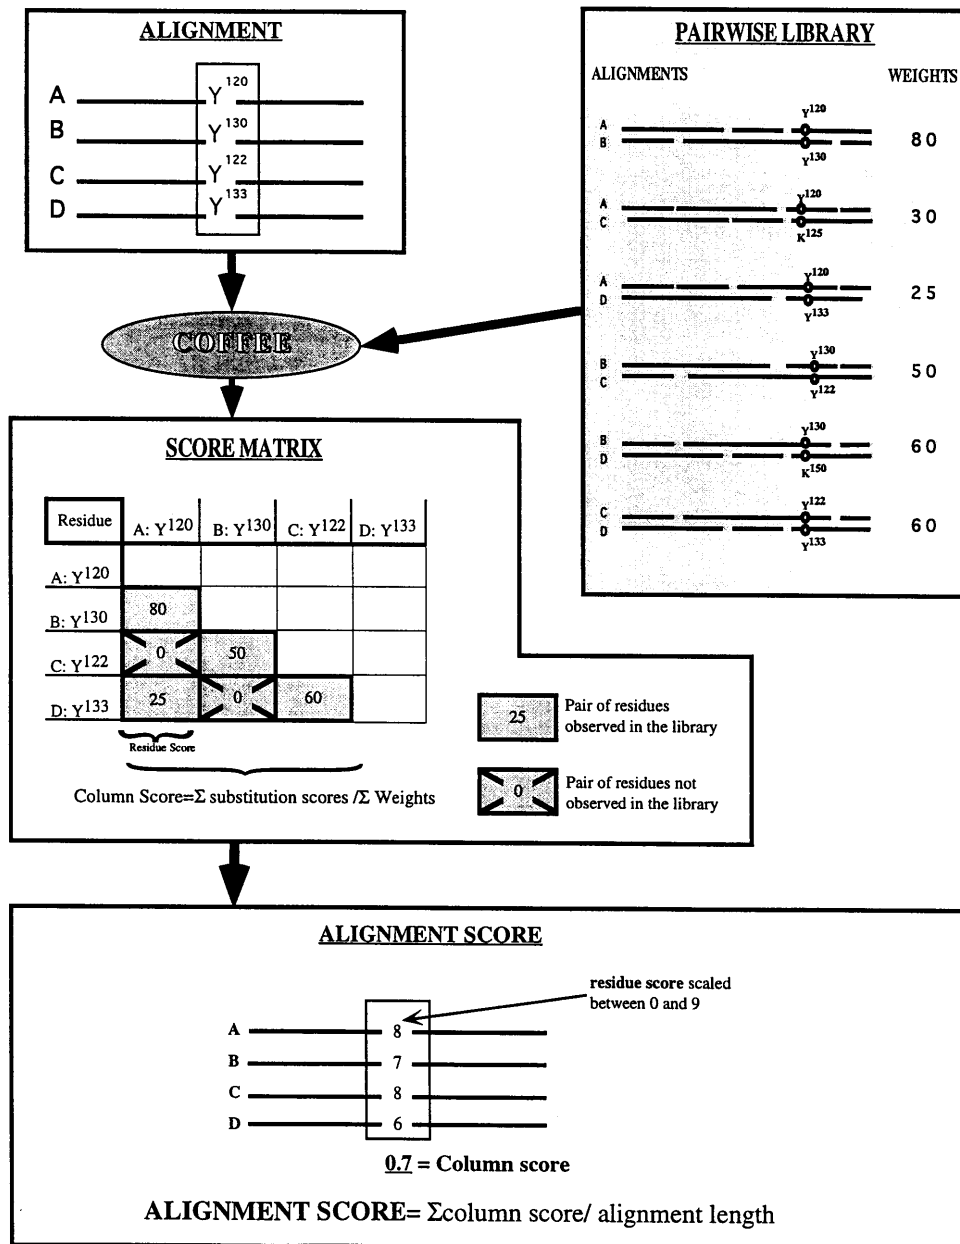 ALIGNMENT
A Y120
B Y130
C Y122
D Y133
PAIRWISE LIBRARY
ALIGNMENTS WEIGHTS
Y120
A
B
80
Y130
Y120
A
C
30
K125
Y120
A
D
25
Y133
Y130
B
C
50
Y122
Y130
B
D
60
K150
Y122
C
D
60
Y133
COFFEE
SCORE MATRIX
Residue A: Y120 B: Y130 C: Y122 D: Y133
A: Y120
B: Y130 80
C: Y122 0 50
D: Y133 25 0 60
Residue Score
Column Score=Σ substitution scores /Σ Weights
25 Pair of residues
observed in the library
0 Pair of residues not
observed in the library
ALIGNMENT SCORE
residue score scaled
between 0 and 9
A 8
B 7
C 8
D 6
0.7 = Column score
ALIGNMENT SCORE= Σcolumn score/ alignment length